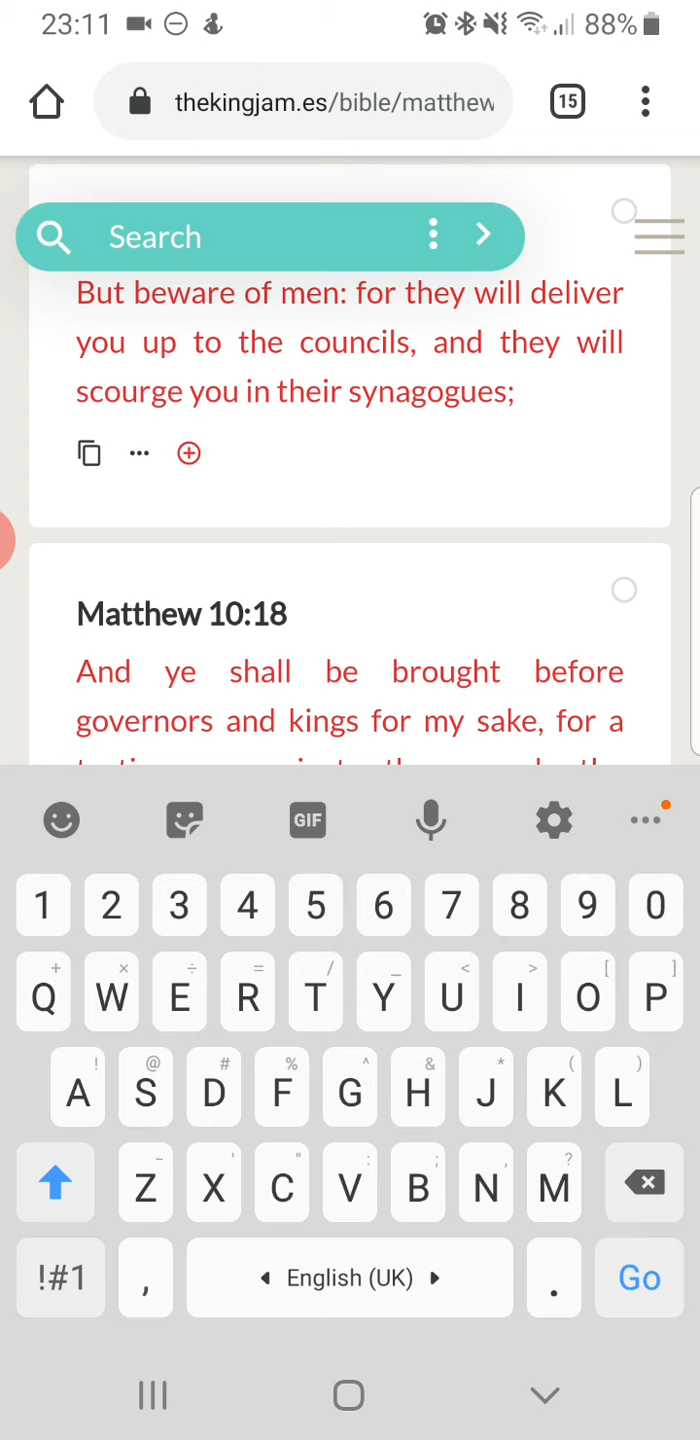 23:11 88%
thekingjam.es/bible/matthew 15
Search
But beware of men: for they will deliver
you up to the councils, and they will
scourge you in their synagogues;
Matthew 10:18
And ye shall be brought before
governors and kings for my sake, for a
GIF
1 2 3 4 5 6 7 8 9 0
+ × ÷ = / _ < > [ ]
Q W E R T Y U I O P
! @ # % ^ & * ( )
A S D F G H J K L
- ' " : ; , ?
Z X C V B N M
!#1 , English (UK) . Go